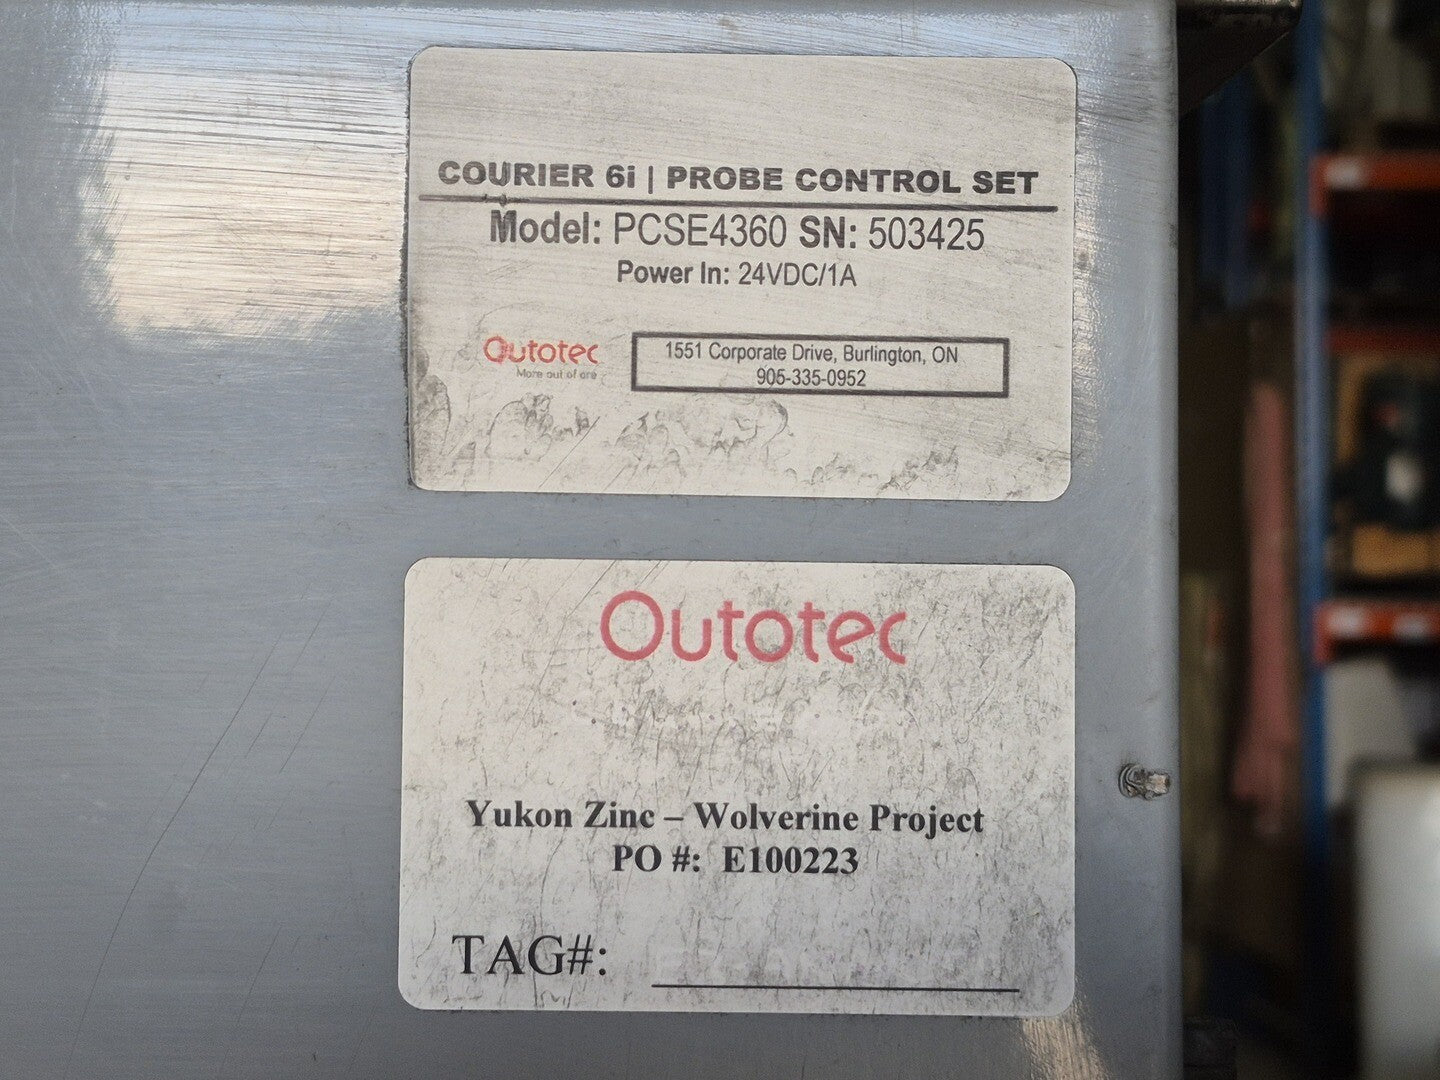 COURIER 6i | PROBE CONTROL SET
Model: PCSE4360 SN: 503425
Power In: 24VDC/1A
Outotec
More out of ore
1551 Corporate Drive, Burlington, ON
905-335-0952
Outotec
Yukon Zinc – Wolverine Project
PO #: E100223
TAG#: